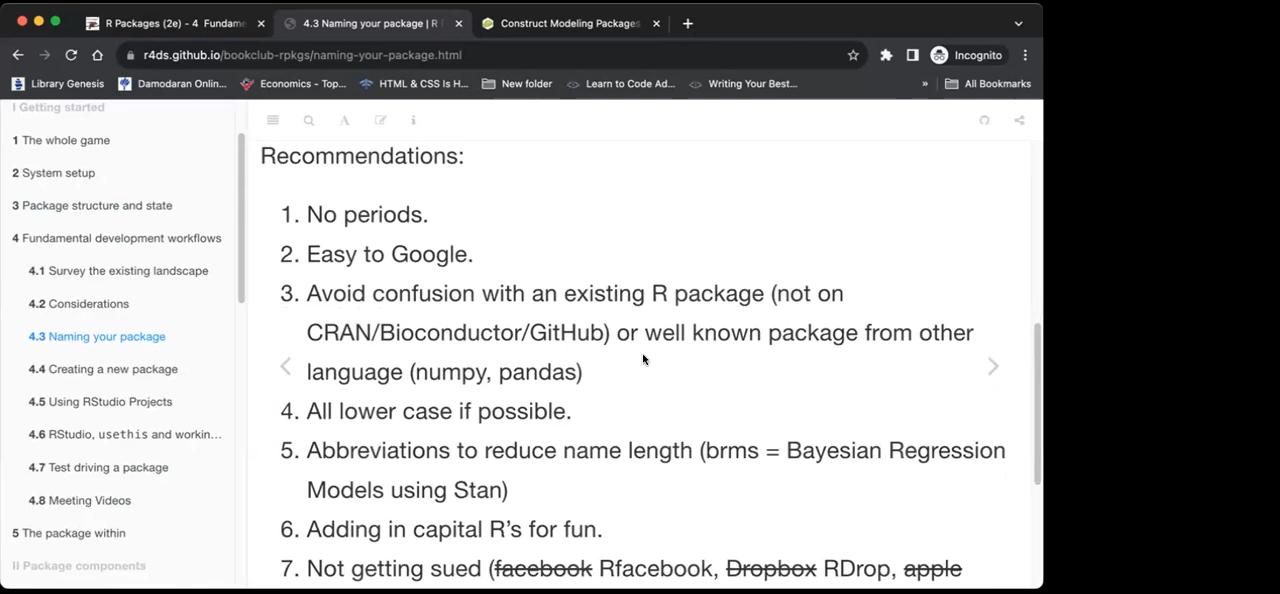 R Packages (2e) - 4 Fundame
4.3 Naming your package | R
Construct Modeling Packages
r4ds.github.io/bookclub-rpkgs/naming-your-package.html
Incognito
Library Genesis
Damodaran Onlin...
Economics - Top...
HTML & CSS Is H...
New folder
Learn to Code Ad...
Writing Your Best...
»
All Bookmarks
I Getting started
1 The whole game
2 System setup
3 Package structure and state
4 Fundamental development workflows
4.1 Survey the existing landscape
4.2 Considerations
4.3 Naming your package
4.4 Creating a new package
4.5 Using RStudio Projects
4.6 RStudio, usethis and workin...
4.7 Test driving a package
4.8 Meeting Videos
5 The package within
II Package components
Recommendations:
1. No periods.
2. Easy to Google.
3. Avoid confusion with an existing R package (not on
CRAN/Bioconductor/GitHub) or well known package from other
language (numpy, pandas)
4. All lower case if possible.
5. Abbreviations to reduce name length (brms = Bayesian Regression
Models using Stan)
6. Adding in capital R’s for fun.
7. Not getting sued (facebook Rfacebook, Dropbox RDrop, apple